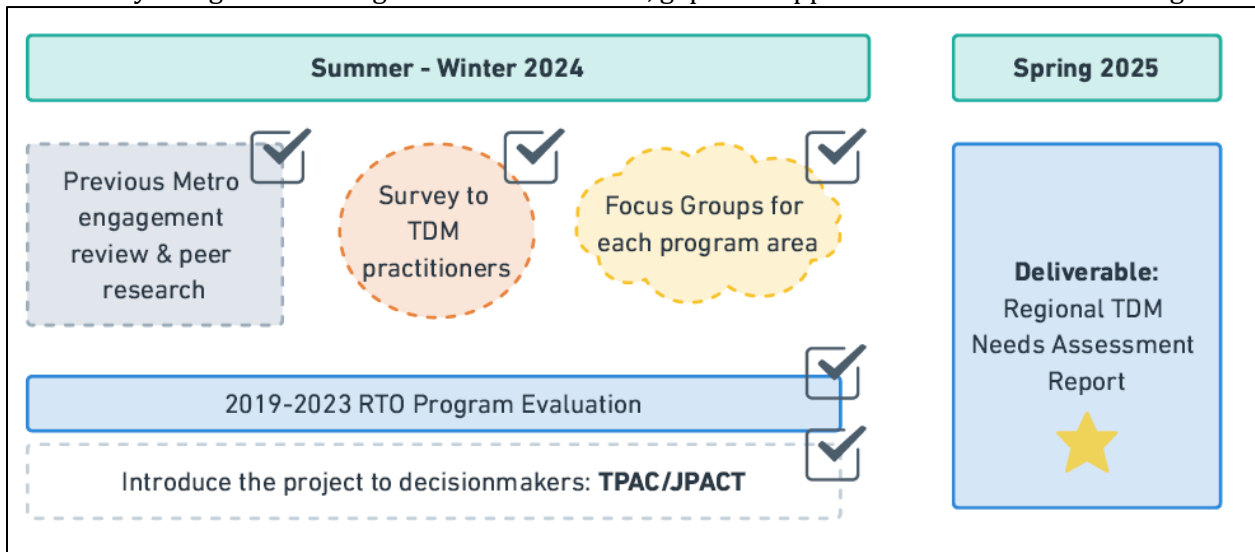 Summer - Winter 2024
Spring 2025
Previous Metro
engagement
review & peer
research
Survey to
TDM
practitioners
Focus Groups for
each program area
2019-2023 RTO Program Evaluation
Introduce the project to decisionmakers: TPAC/JPACT
Deliverable:
Regional TDM
Needs Assessment
Report